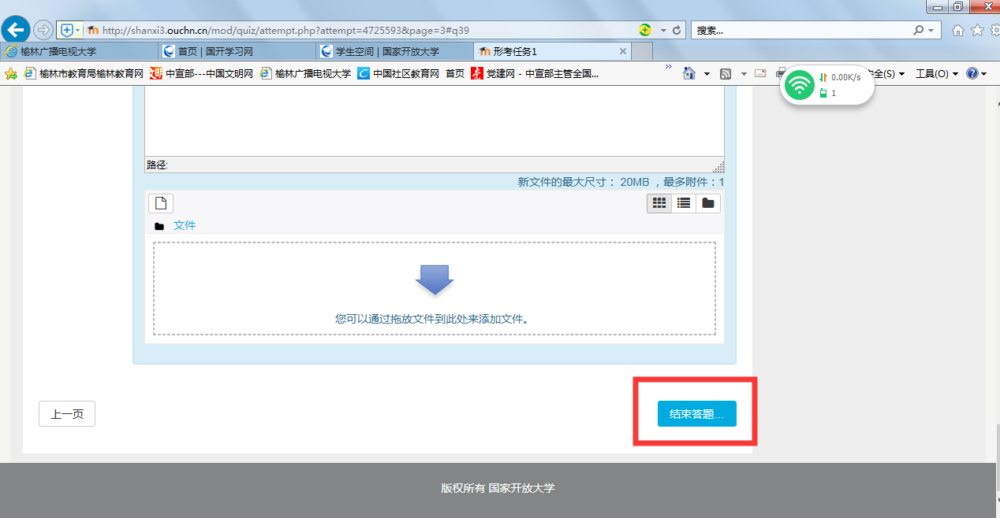 http://shanxi3.ouchn.cn/mod/quiz/attempt.php?attempt=4725593&page=3#q39
搜索...
榆林广播电视大学
首页 | 国开学习网
学生空间 | 国家开放大学
形考任务1
榆林市教育局榆林教育网 中宣部---中国文明网 榆林广播电视大学 中国社区教育网 首页 党建网 - 中宣部主管全国... 全(S) 工具(O)
0.00K/s
1
路径:
新文件的最大尺寸： 20MB ，最多附件：1
文件
您可以通过拖放文件到此处来添加文件。
上一页
结束答题...
版权所有 国家开放大学